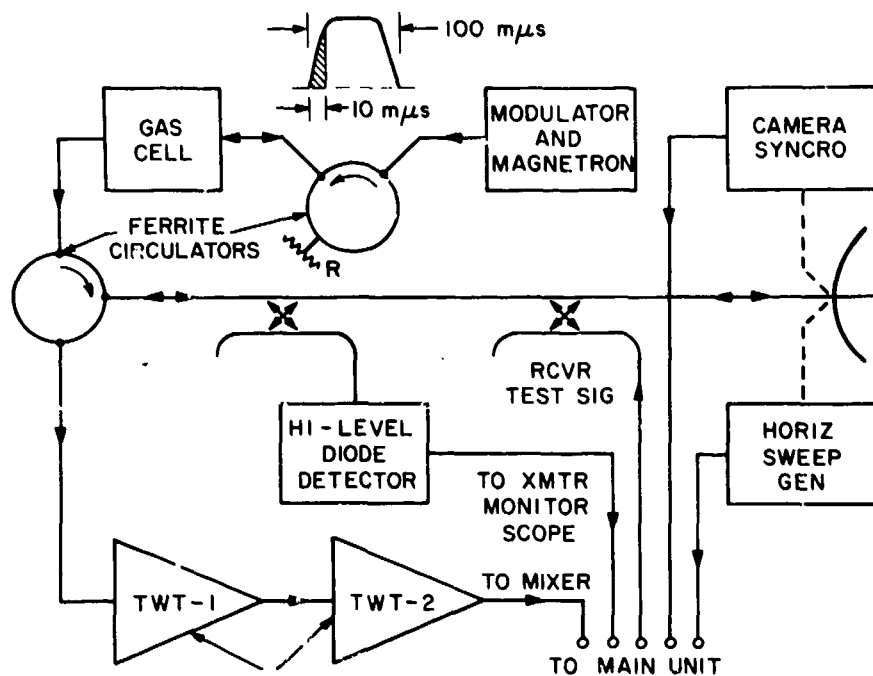 100 mμs
10 mμs
GAS
CELL
MODULATOR
AND
MAGNETRON
CAMERA
SYNCRO
FERRITE
CIRCULATORS
R
RCVR
TEST SIG
HI-LEVEL
DIODE
DETECTOR
HORIZ
SWEEP
GEN
TO XMTR
MONITOR
SCOPE
TWT-1
TWT-2
TO MIXER
TO MAIN UNIT